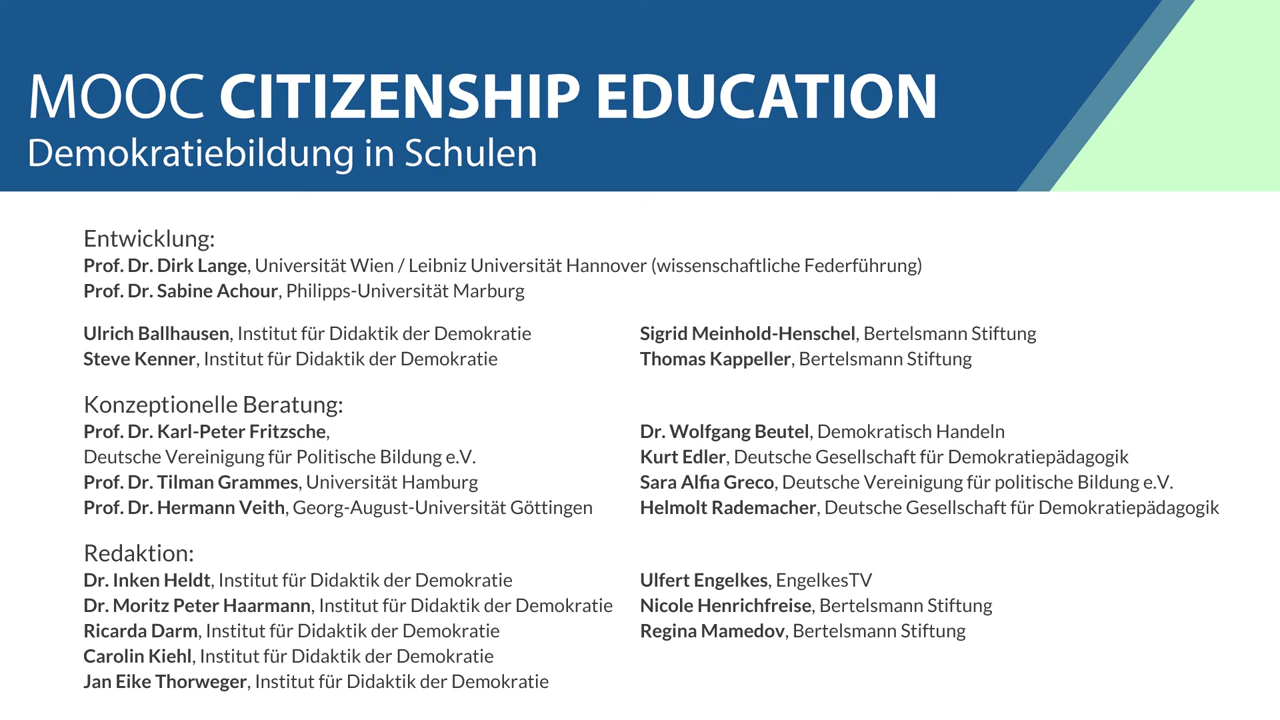 MOOC CITIZENSHIP EDUCATION
Demokratiebildung in Schulen
Entwicklung:
Prof. Dr. Dirk Lange, Universität Wien / Leibniz Universität Hannover (wissenschaftliche Federführung)
Prof. Dr. Sabine Achour, Philipps-Universität Marburg
Ulrich Ballhausen, Institut für Didaktik der Demokratie
Steve Kenner, Institut für Didaktik der Demokratie
Sigrid Meinhold-Henschel, Bertelsmann Stiftung
Thomas Kappeller, Bertelsmann Stiftung
Konzeptionelle Beratung:
Prof. Dr. Karl-Peter Fritzsche,
Deutsche Vereinigung für Politische Bildung e.V.
Prof. Dr. Tilman Grammes, Universität Hamburg
Prof. Dr. Hermann Veith, Georg-August-Universität Göttingen
Dr. Wolfgang Beutel, Demokratisch Handeln
Kurt Edler, Deutsche Gesellschaft für Demokratiepädagogik
Sara Alfia Greco, Deutsche Vereinigung für politische Bildung e.V.
Helmolt Rademacher, Deutsche Gesellschaft für Demokratiepädagogik
Redaktion:
Dr. Inken Heldt, Institut für Didaktik der Demokratie
Dr. Moritz Peter Haarmann, Institut für Didaktik der Demokratie
Ricarda Darm, Institut für Didaktik der Demokratie
Carolin Kiehl, Institut für Didaktik der Demokratie
Jan Eike Thorweger, Institut für Didaktik der Demokratie
Ulfert Engelkes, EngelkesTV
Nicole Henrichfreise, Bertelsmann Stiftung
Regina Mamedov, Bertelsmann Stiftung